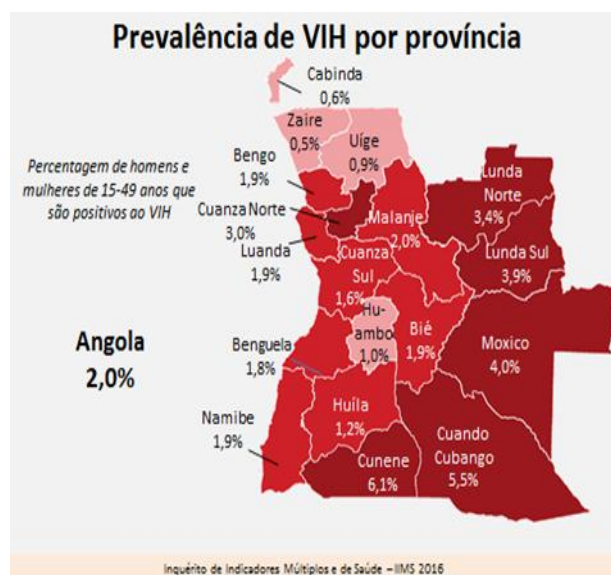 Prevalência de VIH por província
Cabinda
0,6%
Zaire
0,5%
Uíge
0,9%
Percentagem de homens e
mulheres de 15-49 anos que
são positivos ao VIH
Bengo
1,9%
Cuanza Norte
3,0%
Luanda
1,9%
Malanje
2,0%
Lunda
Norte
3,4%
Lunda Sul
3,9%
Cuanza
Sul
1,6%
Hu-
ambo
1,0%
Bié
1,9%
Moxico
4,0%
Angola
2,0%
Benguela
1,8%
Namibe
1,9%
Huíla
1,2%
Cunene
6,1%
Cuando
Cubango
5,5%
Inquérito de Indicadores Múltiplos e de Saúde – IIMS 2016